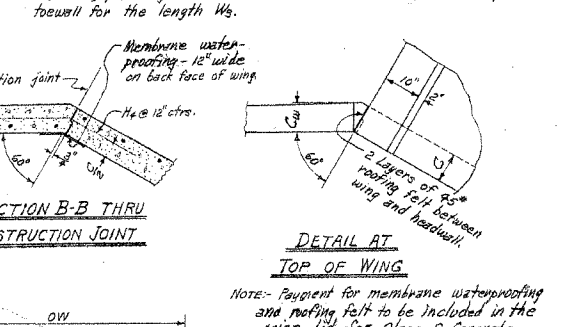 toewall for the length W3.
Membrane water-
proofing - 12" wide
on back face of wing.
tion joint
H4 @ 12" ctrs.
60°
2"
CTION B-B THRU
STRUCTION JOINT
10"
2"
CW
60°
C
2 Layers of 45#
roofing felt between
wing and headwall.
DETAIL AT
TOP OF WING
NOTE:- Payment for membrane waterproofing
and roofing felt to be included in the
OW